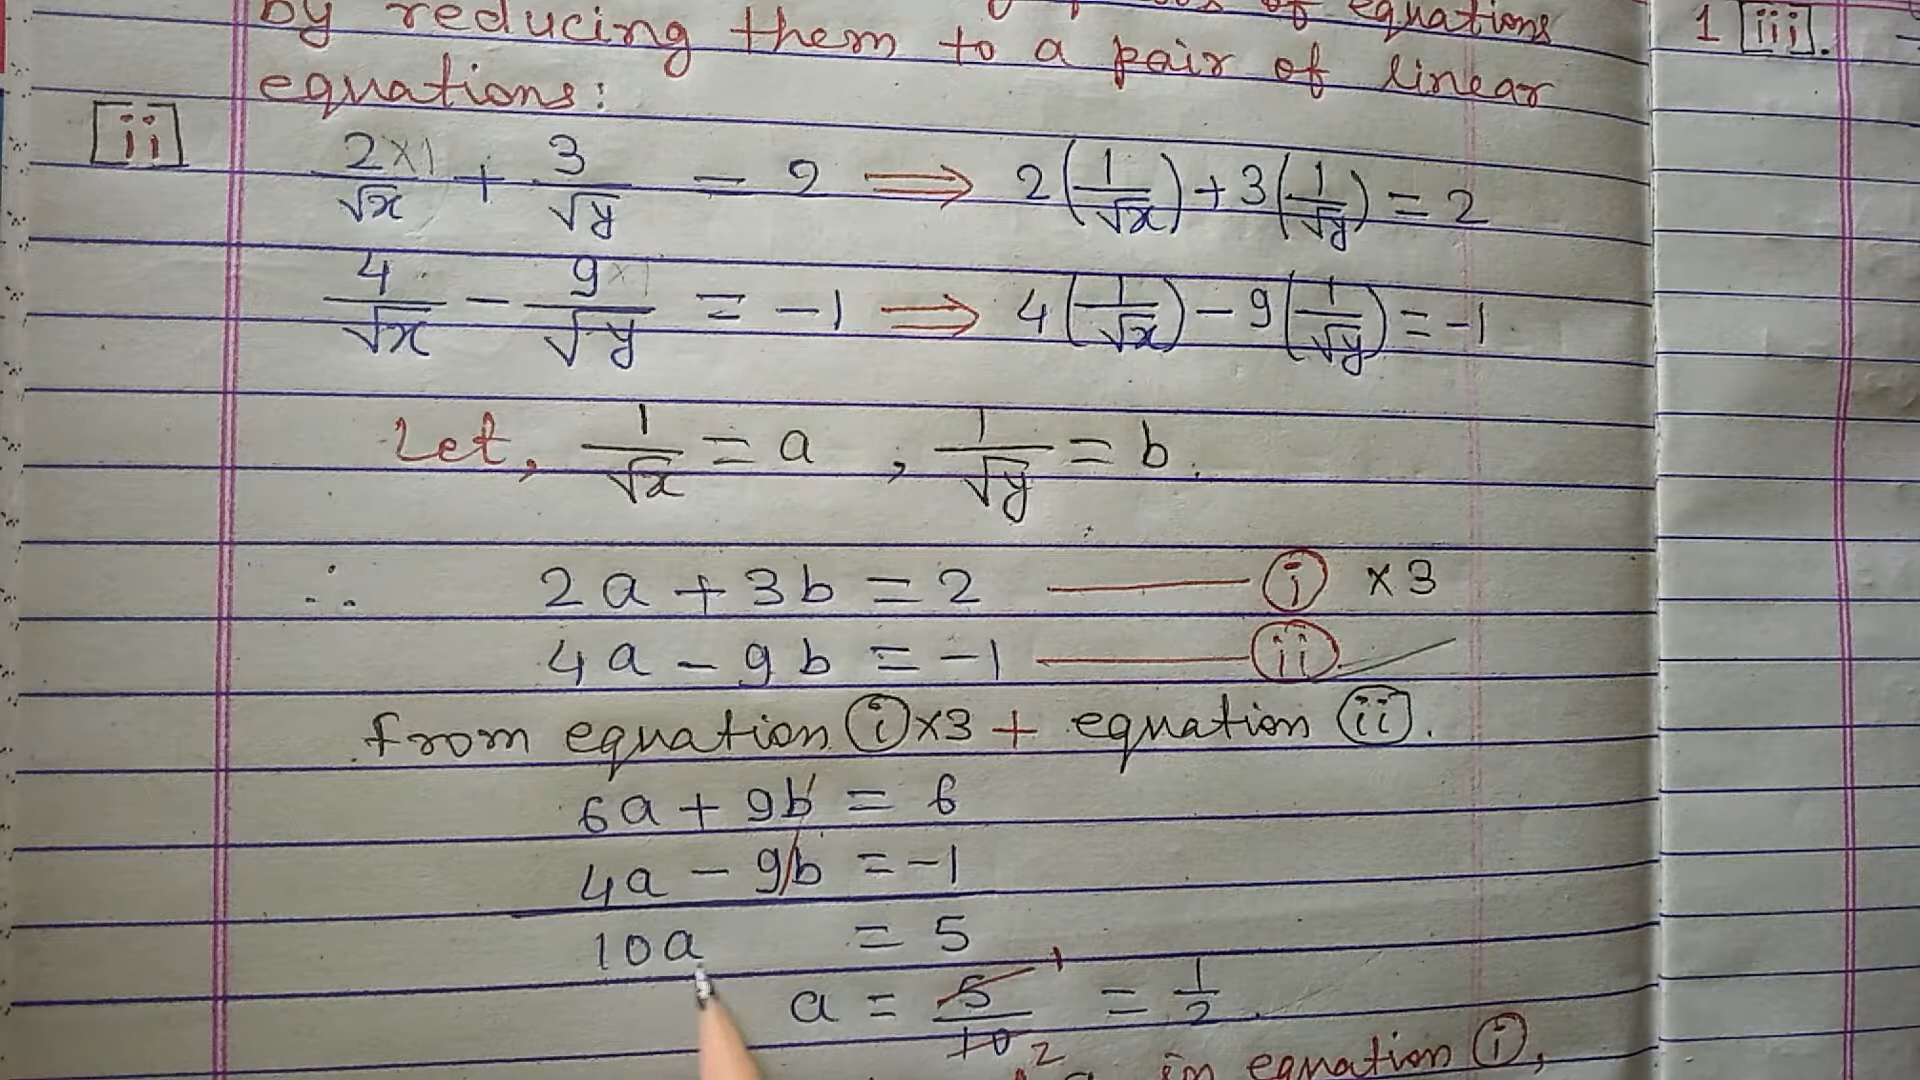 by reducing them to a pair of linear equations
equations:
1 [iii].
[ii] 2×1/√x + 3/√y = 2 ⟹ 2(1/√x) + 3(1/√y) = 2
4/√x - 9×1/√y = -1 ⟹ 4(1/√x) - 9(1/√y) = -1
Let, 1/√x = a , 1/√y = b.
∴ 2a + 3b = 2 ——— (i) ×3
4a - 9b = -1 ——— (ii)
from equation (i)×3 + equation (ii).
6a + 9b = 6
4a - 9b = -1
10a = 5
a = 5/10 = 1/2.
1 2
a in equation (i),